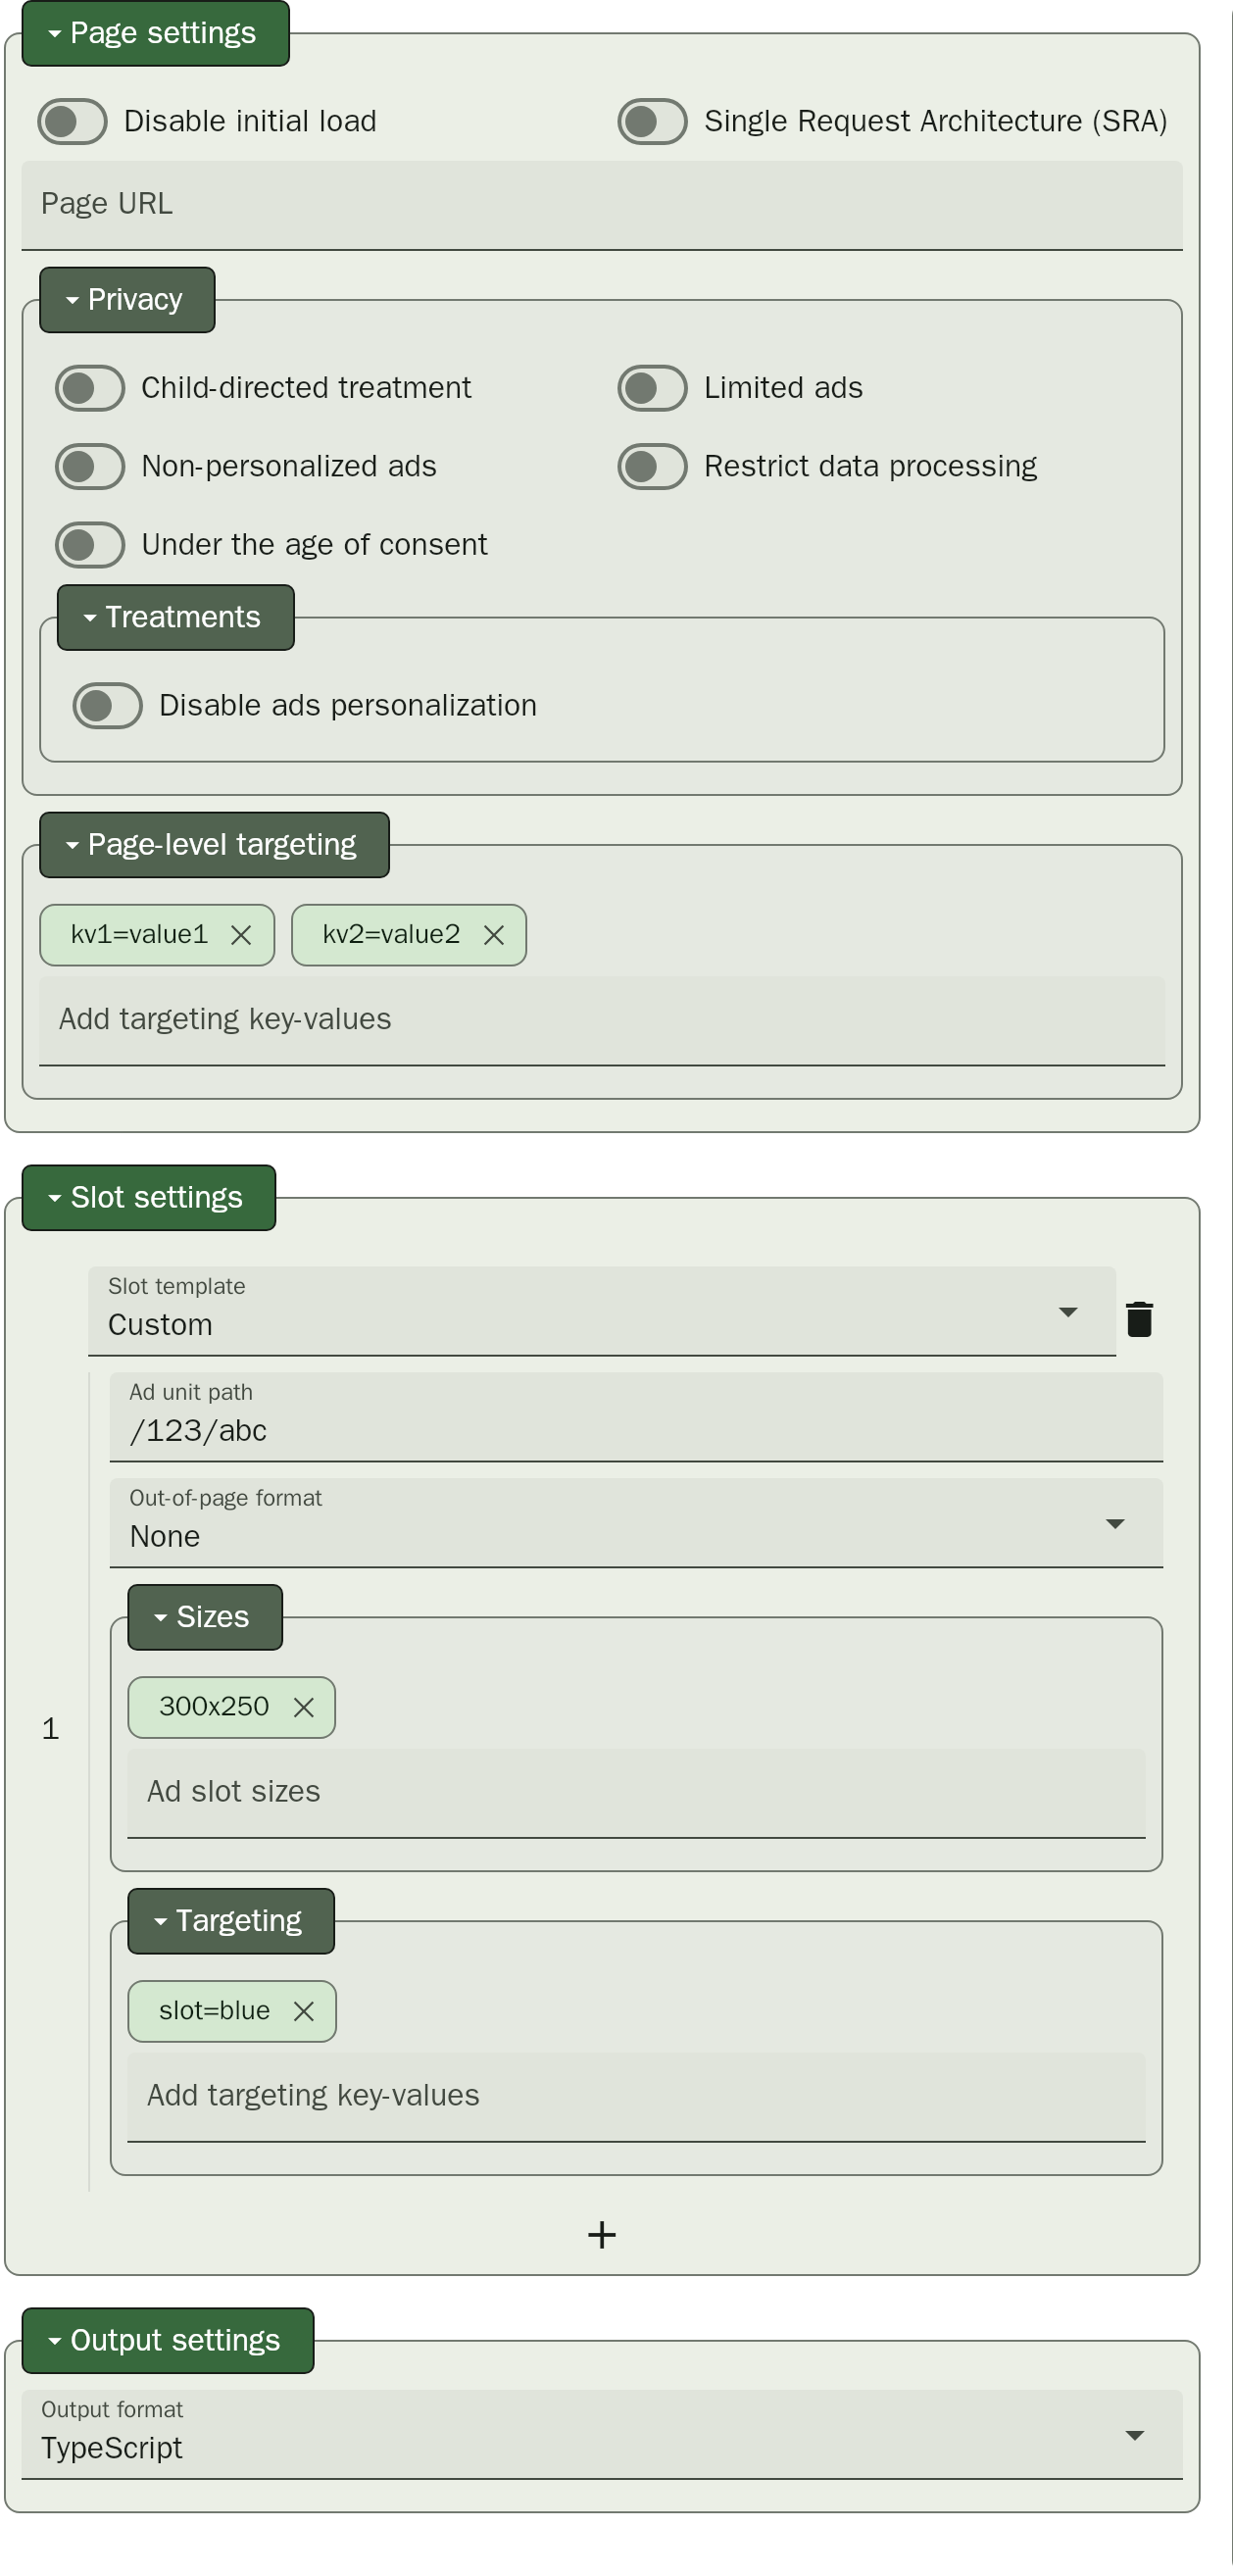 Page settings
Disable initial load
Single Request Architecture (SRA)
Page URL
Privacy
Child-directed treatment
Limited ads
Non-personalized ads
Restrict data processing
Under the age of consent
Treatments
Disable ads personalization
Page-level targeting
kv1=value1
kv2=value2
Add targeting key-values
Slot settings
Slot template
Custom
Ad unit path
/123/abc
Out-of-page format
None
Sizes
300x250
1
Ad slot sizes
Targeting
slot=blue
Add targeting key-values
Output settings
Output format
TypeScript